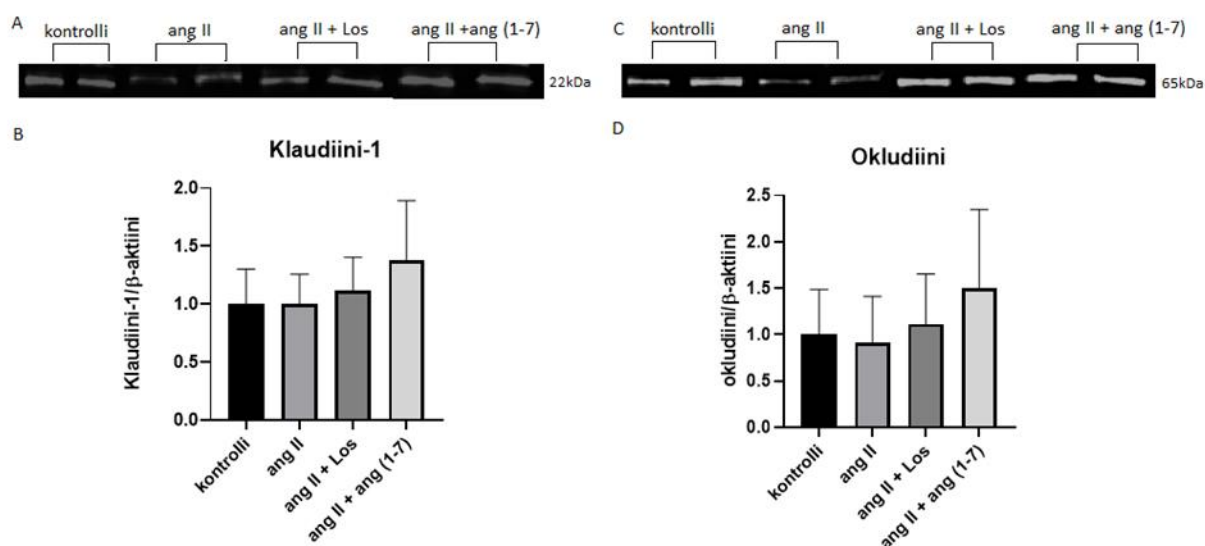 A
kontrolli
ang II
ang II + Los
ang II +ang (1-7)
22kDa
B
Klaudiini-1
Klaudiini-1/β-aktiini
2.0
1.5
1.0
0.5
0.0
kontrolli
ang II
ang II + Los
ang II + ang (1-7)
C
kontrolli
ang II
ang II + Los
ang II + ang (1-7)
65kDa
D
Okludiini
okludiini/β-aktiini
2.5
2.0
1.5
1.0
0.5
0.0
kontrolli
ang II
ang II + Los
ang II + ang (1-7)